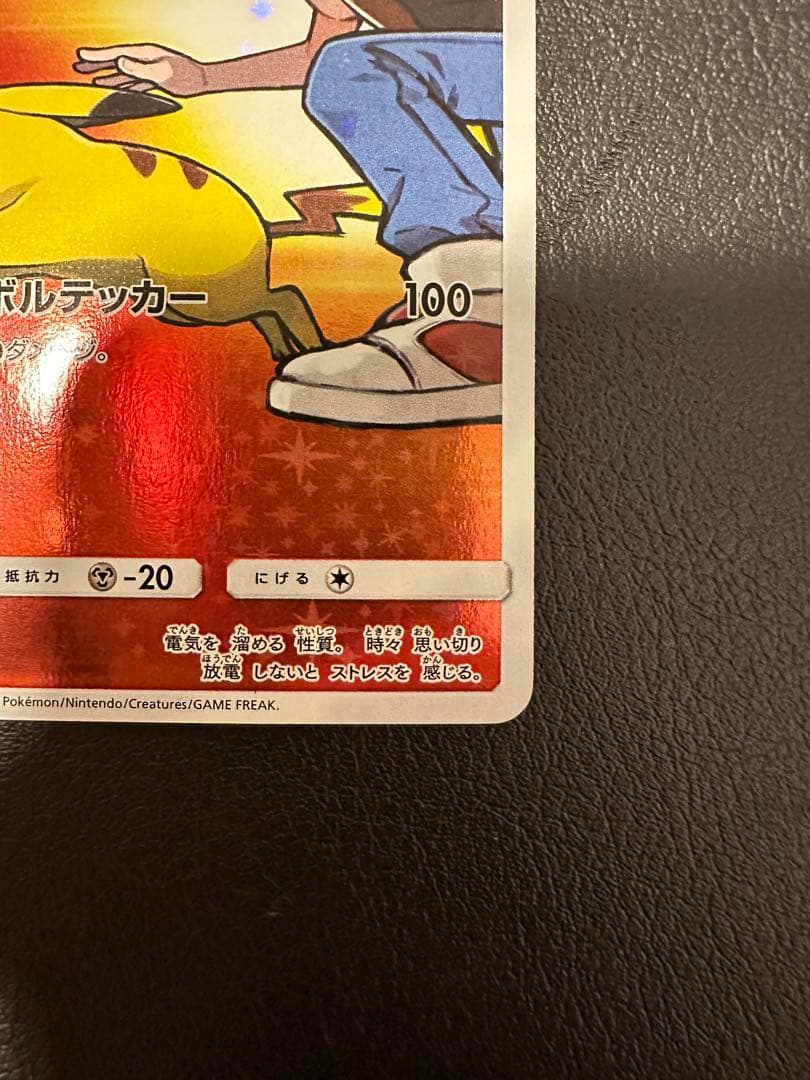 ボルテッカー 100
のダメージ。
抵抗力 -20 にげる
電気を 溜める 性質。 時々 思い切り
放電 しないと ストレスを 感じる。
Pokémon/Nintendo/Creatures/GAME FREAK.